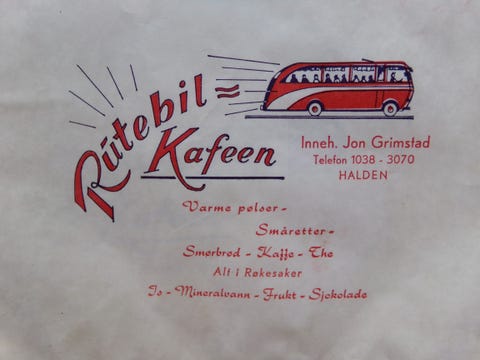 Rutebil =
Kafeen
Inneh. Jon Grimstad
Telefon 1038 - 3070
HALDEN
Varme pølser -
Småretter -
Smørbrød - Kaffe - The
Alt i Røkesaker
Is - Mineralvann - Frukt - Sjokolade